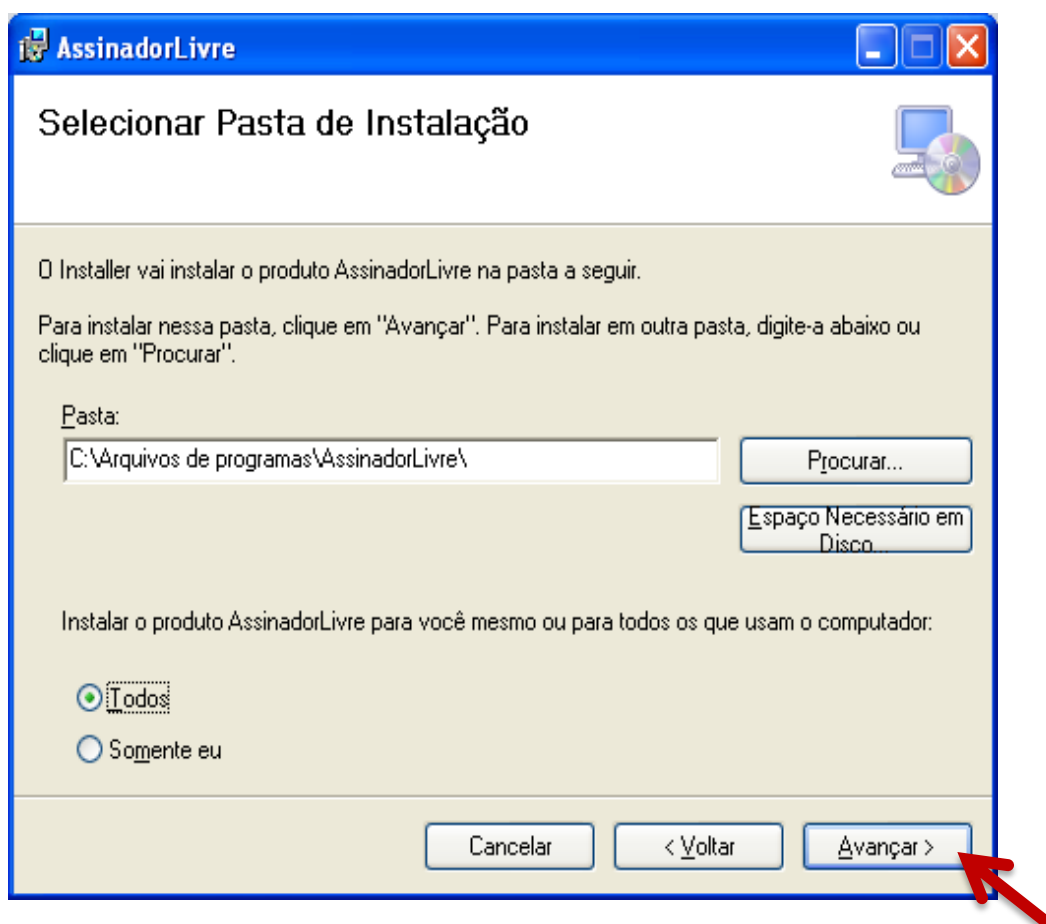 AssinadorLivre
Selecionar Pasta de Instalação
O Installer vai instalar o produto AssinadorLivre na pasta a seguir.
Para instalar nessa pasta, clique em "Avançar". Para instalar em outra pasta, digite-a abaixo ou
clique em "Procurar".
Pasta:
C:\Arquivos de programas\AssinadorLivre\
Procurar...
Espaço Necessário em
Disco...
Instalar o produto AssinadorLivre para você mesmo ou para todos os que usam o computador:
Todos
Somente eu
Cancelar
< Voltar
Avançar >